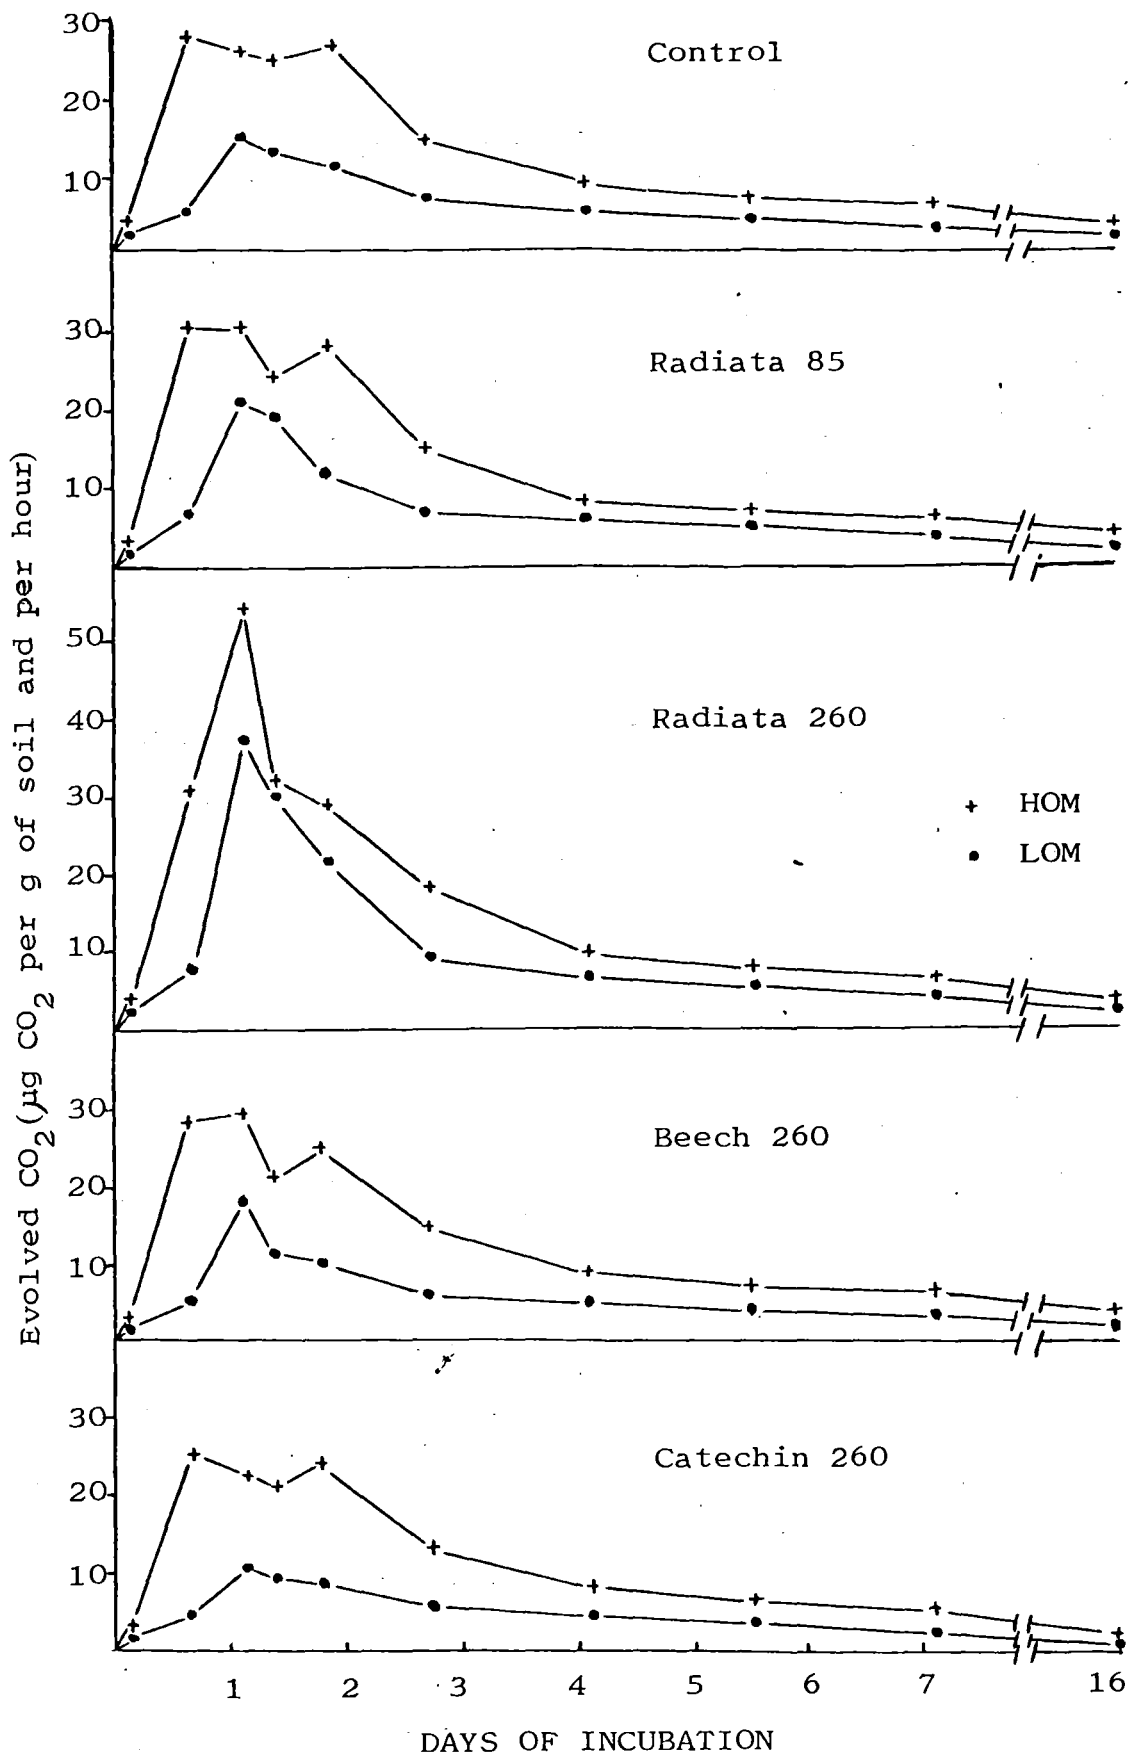 30
20
10
Control
30
20
10
Radiata 85
50
40
30
20
10
Radiata 260
+ HOM
• LOM
30
20
10
Beech 260
30
20
10
Catechin 260
Evolved CO2 (µg CO2 per g of soil and per hour)
1 2 3 4 5 6 7 16
DAYS OF INCUBATION